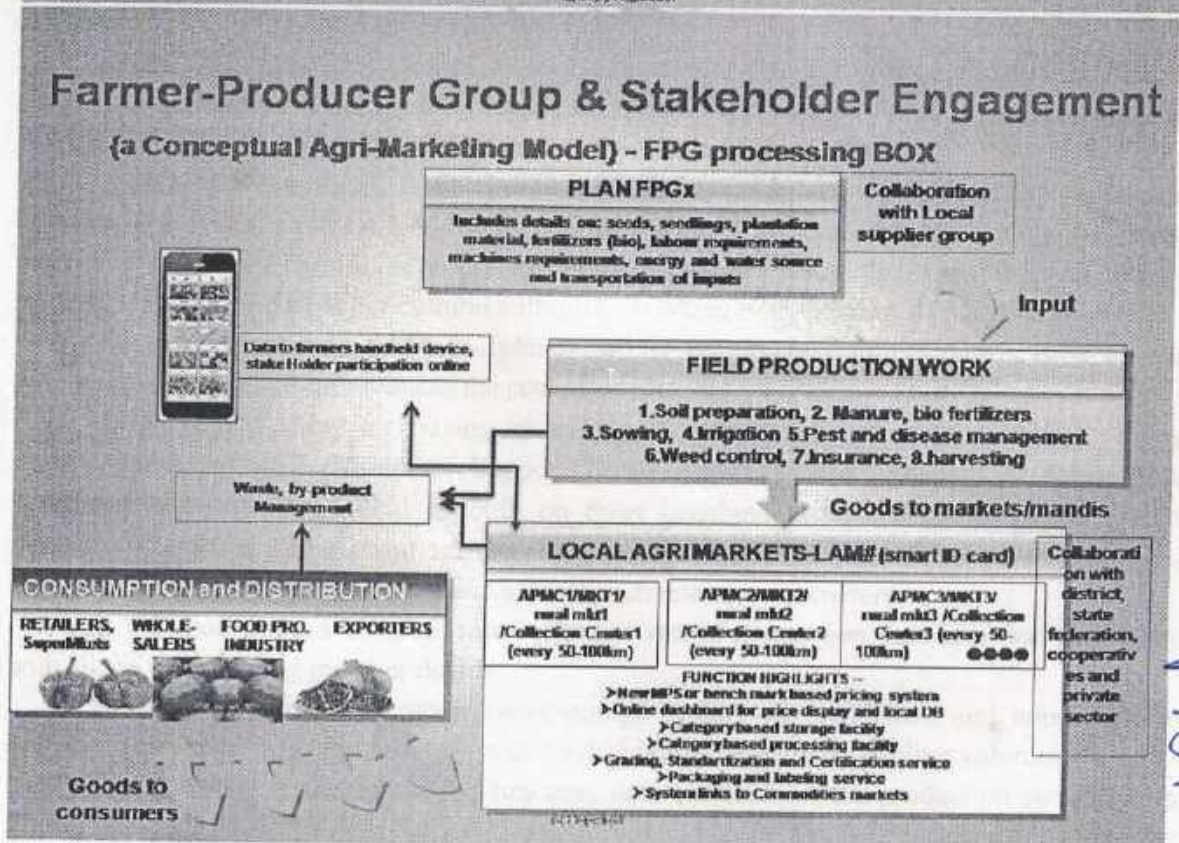 Farmer-Producer Group & Stakeholder Engagement
{a Conceptual Agri-Marketing Model} - FPG processing BOX
PLAN FPGx
Includes details on: seeds, seedlings, plantation
material, fertilizers (bio), labour requirements,
machines requirements, energy and water source
and transportation of inputs
Collaboration
with Local
supplier group
Input
Data to farmers handheld device,
stake Holder participation online
FIELD PRODUCTION WORK
1.Soil preparation, 2. Manure, bio fertilizers
3.Sowing, 4.Irrigation 5.Pest and disease management
6.Weed control, 7.Insurance, 8.harvesting
Waste, by-product
Management
Goods to markets/mandis
LOCAL AGRIMARKETS-LAM# (smart ID card)
APMC1/MKT1/
rural mkt1
/Collection Center1
(every 50-100km)
APMC2/MKT2/
rural mkt2
/Collection Center2
(every 50-100km)
APMC3/MKT3/
rural mkt3 /Collection
Center3 (every 50-
100km)
Collaborati
on with
district,
state
federation,
cooperativ
es and
private
sector
FUNCTION HIGHLIGHTS --
➢New MPS or bench mark based pricing system
➢Online dashboard for price display and local DB
➢Category based storage facility
➢Category based processing facility
➢Grading, Standardization and Certification service
➢Packaging and labeling service
➢System links to Commodities markets
CONSUMPTION and DISTRIBUTION
RETAILERS,
SuperMkts
WHOLE-
SALERS
FOOD PRO.
INDUSTRY
EXPORTERS
Goods to
consumers